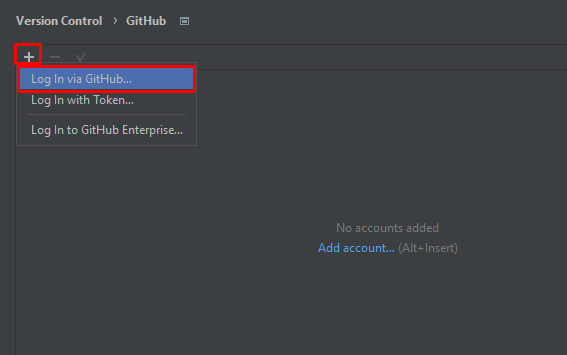 Version Control › GitHub
Log In via GitHub...
Log In with Token...
Log In to GitHub Enterprise...
No accounts added
Add account... (Alt+Insert)